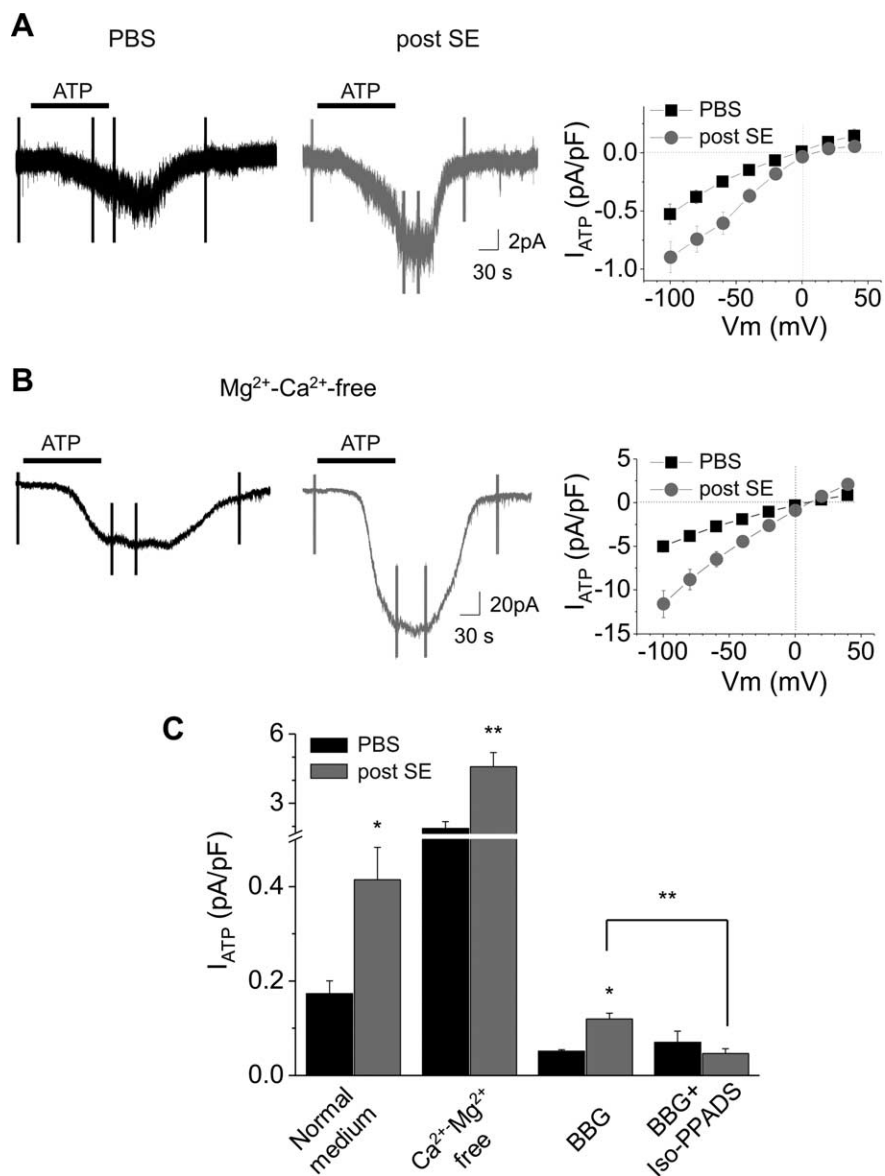 A
PBS
post SE
ATP
ATP
2pA
30 s
PBS
post SE
0.0
-0.5
-1.0
I_ATP (pA/pF)
-100
-50
0
50
Vm (mV)
B
Mg²⁺-Ca²⁺-free
ATP
ATP
20pA
30 s
PBS
post SE
5
0
-5
-10
-15
I_ATP (pA/pF)
-100
-50
0
50
Vm (mV)
C
PBS
post SE
6
3
0.4
0.2
0.0
I_ATP (pA/pF)
*
**
*
**
Normal
medium
Ca²⁺-Mg²⁺
free
BBG
BBG+
Iso-PPADS